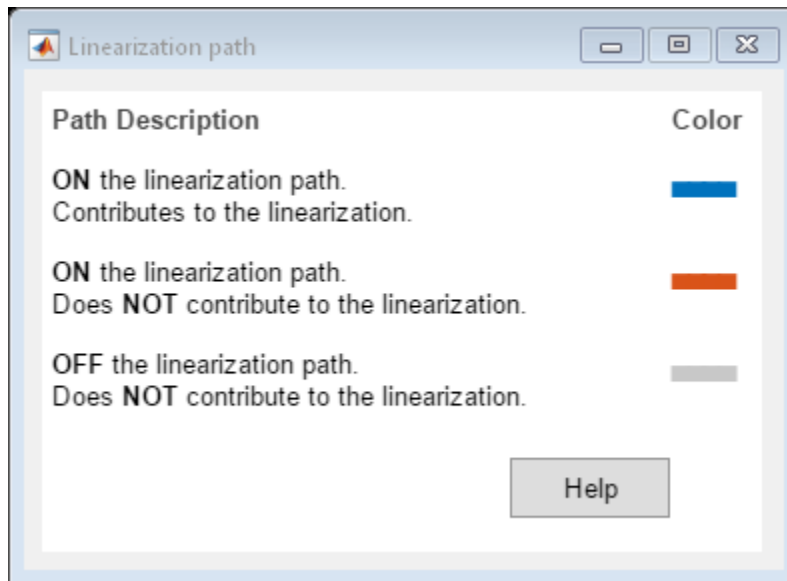 Linearization path
Path Description Color
ON the linearization path.
Contributes to the linearization.
ON the linearization path.
Does NOT contribute to the linearization.
OFF the linearization path.
Does NOT contribute to the linearization.
Help